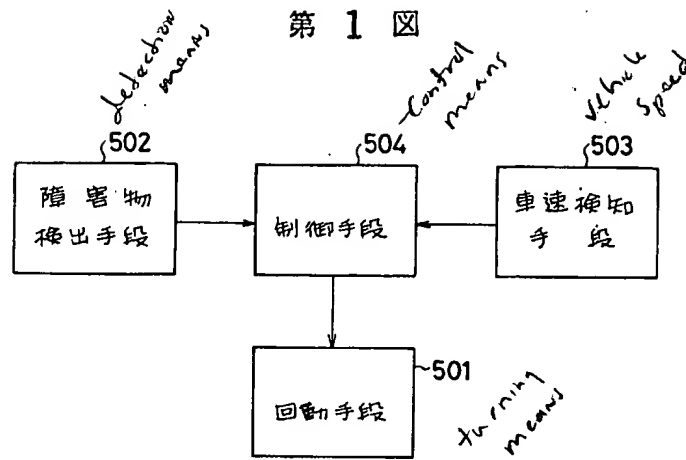 第 1 図
detection
means
control
means
vehicle
speed
502
504
503
障害物
検出手段
制御手段
車速検知
手段
501
回動手段
turning
means